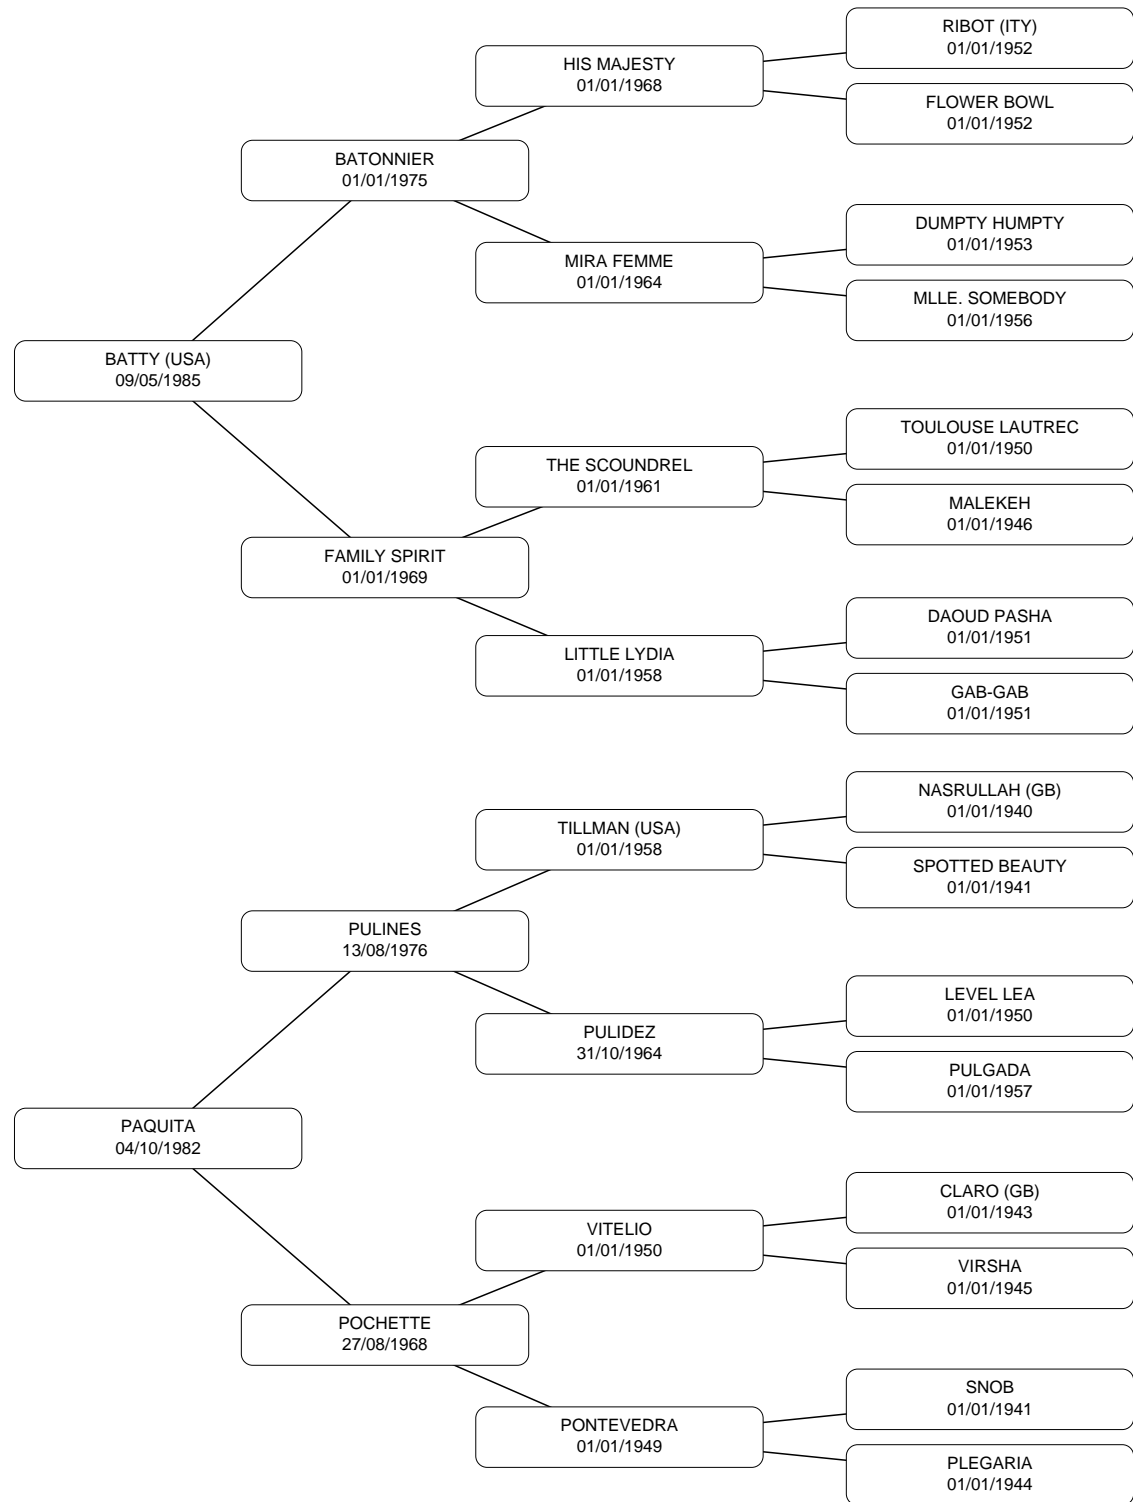 RIBOT (ITY)
01/01/1952
HIS MAJESTY
01/01/1968
FLOWER BOWL
01/01/1952
BATONNIER
01/01/1975
DUMPTY HUMPTY
01/01/1953
MIRA FEMME
01/01/1964
MLLE. SOMEBODY
01/01/1956
BATTY (USA)
09/05/1985
TOULOUSE LAUTREC
01/01/1950
THE SCOUNDREL
01/01/1961
MALEKEH
01/01/1946
FAMILY SPIRIT
01/01/1969
DAOUD PASHA
01/01/1951
LITTLE LYDIA
01/01/1958
GAB-GAB
01/01/1951
NASRULLAH (GB)
01/01/1940
TILLMAN (USA)
01/01/1958
SPOTTED BEAUTY
01/01/1941
PULINES
13/08/1976
LEVEL LEA
01/01/1950
PULIDEZ
31/10/1964
PULGADA
01/01/1957
PAQUITA
04/10/1982
CLARO (GB)
01/01/1943
VITELIO
01/01/1950
VIRSHA
01/01/1945
POCHETTE
27/08/1968
SNOB
01/01/1941
PONTEVEDRA
01/01/1949
PLEGARIA
01/01/1944